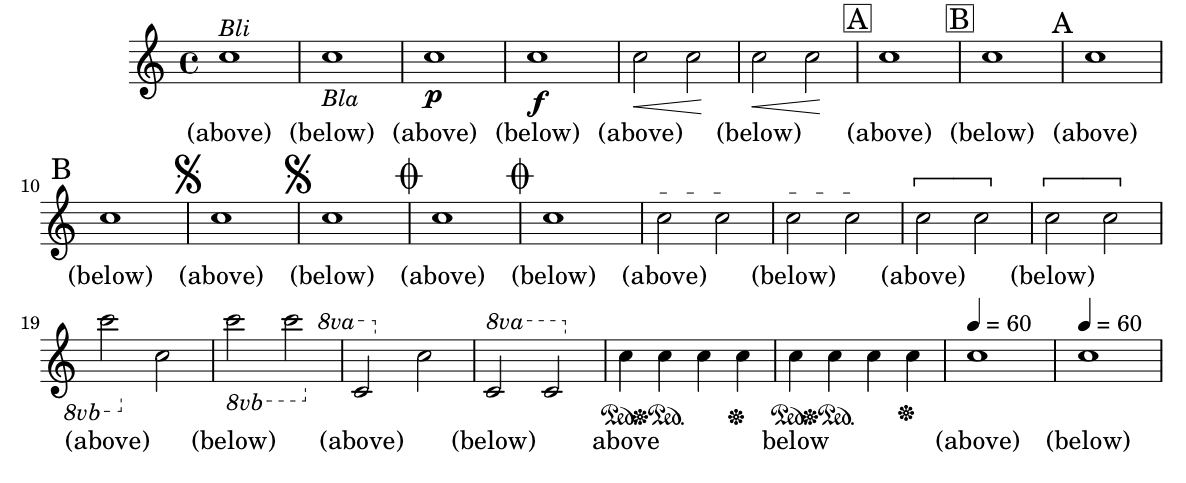 Bli A B A
Bla p f
(above) (below) (above) (below) (above) (below) (above) (below) (above)
B
10
(below) (above) (below) (above) (below) (above) (below) (above) (below)
19 8va 8va = 60 = 60
8vb 8vb Ped. Ped. Ped. Ped.
(above) (below) (above) (below) above below (above) (below)